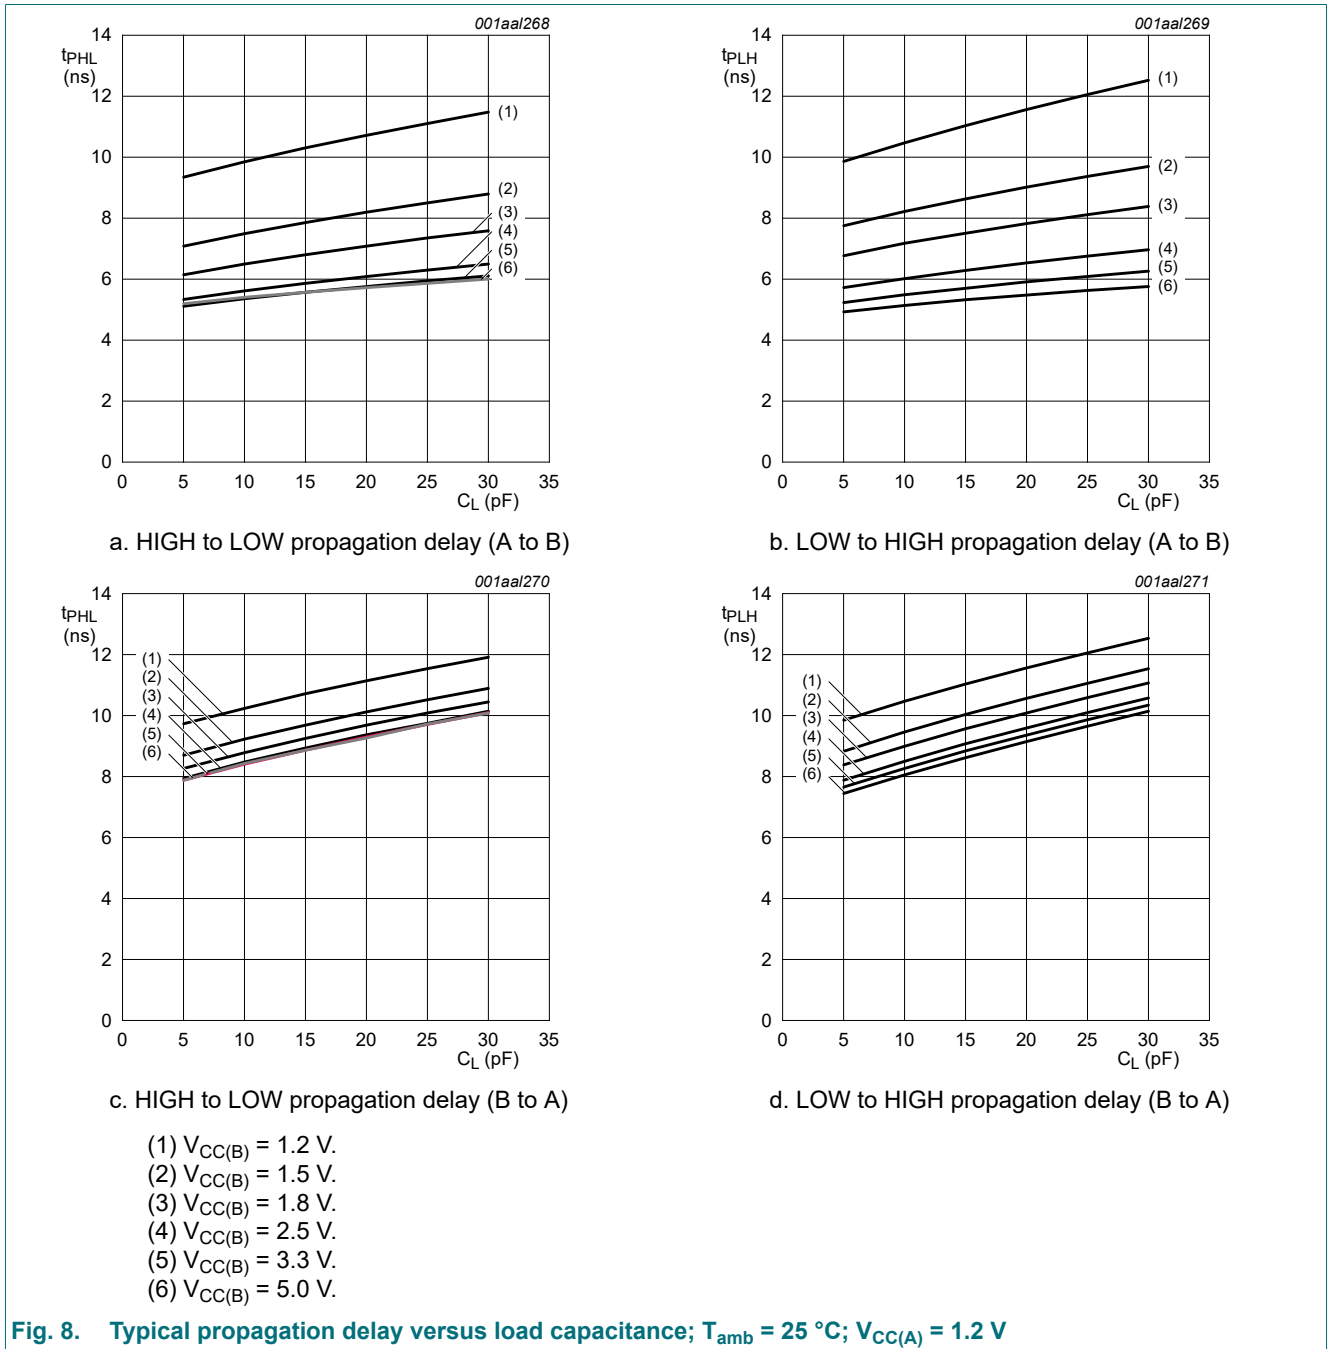 001aal268
14
tPHL
(ns)
12
10
8
6
4
2
0
(1)
(2)
(3)
(4)
(5)
(6)
0 5 10 15 20 25 30 35
CL (pF)
a. HIGH to LOW propagation delay (A to B)
001aal269
14
tPLH
(ns)
12
10
8
6
4
2
0
(1)
(2)
(3)
(4)
(5)
(6)
0 5 10 15 20 25 30 35
CL (pF)
b. LOW to HIGH propagation delay (A to B)
001aal270
14
tPHL
(ns)
12
10
8
6
4
2
0
(1)
(2)
(3)
(4)
(5)
(6)
0 5 10 15 20 25 30 35
CL (pF)
c. HIGH to LOW propagation delay (B to A)
001aal271
14
tPLH
(ns)
12
10
8
6
4
2
0
(1)
(2)
(3)
(4)
(5)
(6)
0 5 10 15 20 25 30 35
CL (pF)
d. LOW to HIGH propagation delay (B to A)
(1) VCC(B) = 1.2 V.
(2) VCC(B) = 1.5 V.
(3) VCC(B) = 1.8 V.
(4) VCC(B) = 2.5 V.
(5) VCC(B) = 3.3 V.
(6) VCC(B) = 5.0 V.
Fig. 8. Typical propagation delay versus load capacitance; Tamb = 25 °C; VCC(A) = 1.2 V